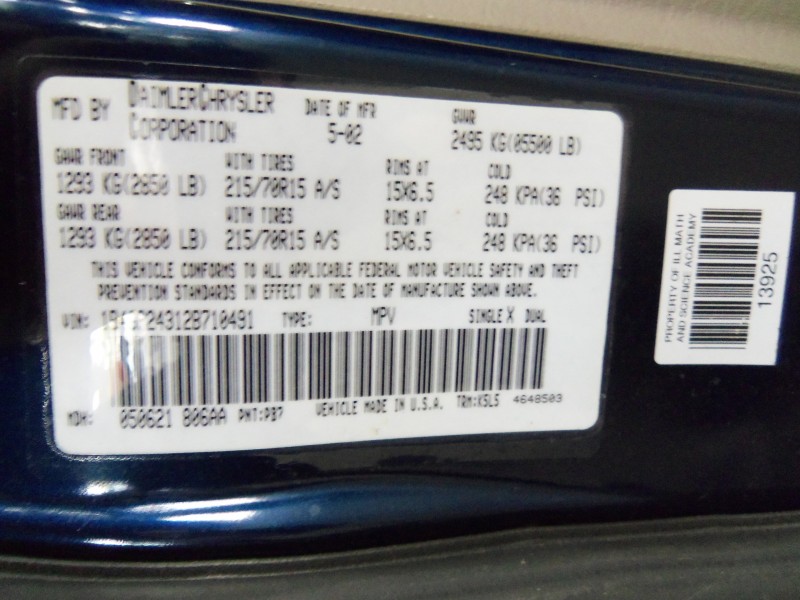 MFD BY DAIMLERCHRYSLER CORPORATION
DATE OF MFR 5-02
GVWR 2495 KG(05500 LB)
GAWR FRONT WITH TIRES RIMS AT COLD
1293 KG(2850 LB) 215/70R15 A/S 15X6.5 248 KPA(36 PSI)
GAWR REAR WITH TIRES RIMS AT COLD
1293 KG(2850 LB) 215/70R15 A/S 15X6.5 248 KPA(36 PSI)
THIS VEHICLE CONFORMS TO ALL APPLICABLE FEDERAL MOTOR VEHICLE SAFETY AND THEFT
PREVENTION STANDARDS IN EFFECT ON THE DATE OF MANUFACTURE SHOWN ABOVE.
VIN: TYPE: MPV SINGLE X DUAL
MDH: 050621 806AA PNT:PB7 VEHICLE MADE IN U.S.A. TRM:K5L5 4648503
PROPERTY OF ILL MATH
AND SCIENCE ACADEMY
13925